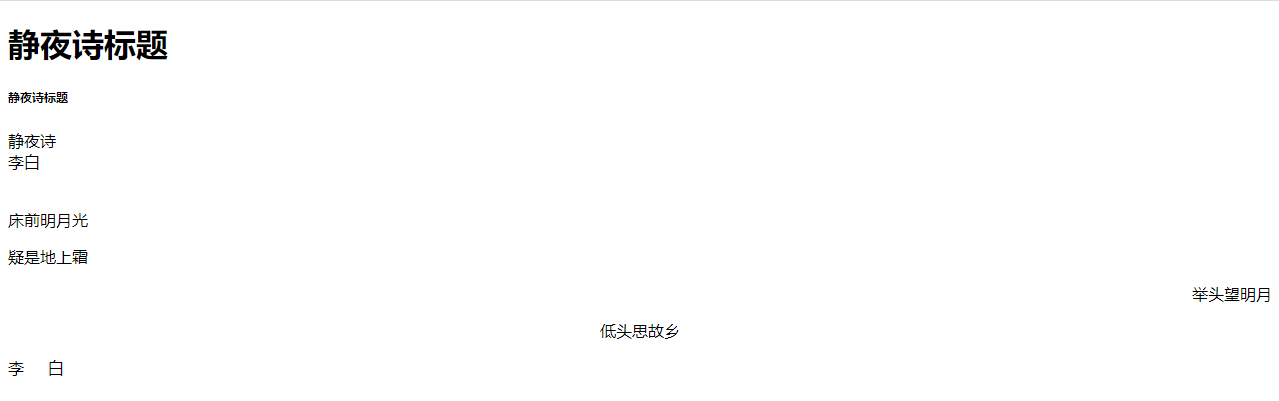 静夜诗标题
静夜诗标题
静夜诗
李白
床前明月光
疑是地上霜
举头望明月
低头思故乡
李 白